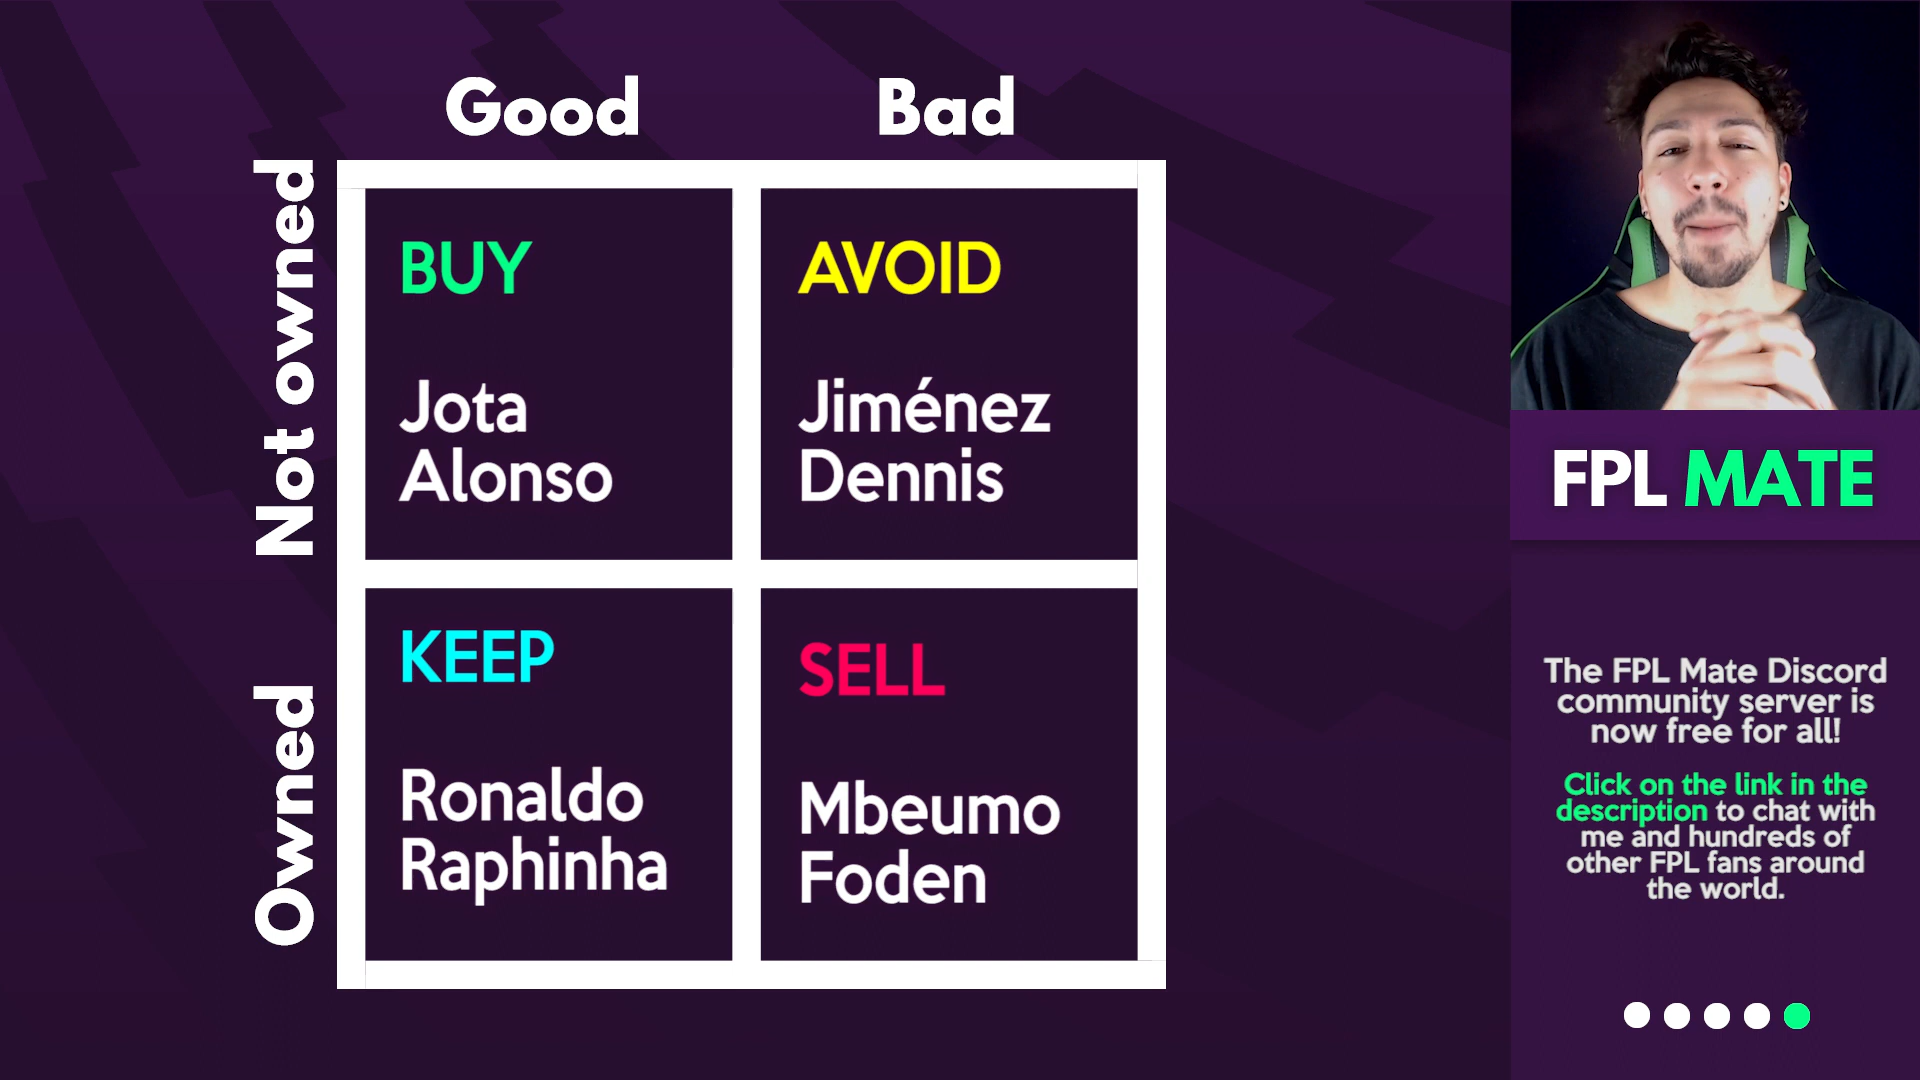 Good
Bad
Not owned
BUY
Jota
Alonso
AVOID
Jiménez
Dennis
Owned
KEEP
Ronaldo
Raphinha
SELL
Mbeumo
Foden
FPL MATE
The FPL Mate Discord
community server is
now free for all!
Click on the link in the
description to chat with
me and hundreds of
other FPL fans around
the world.